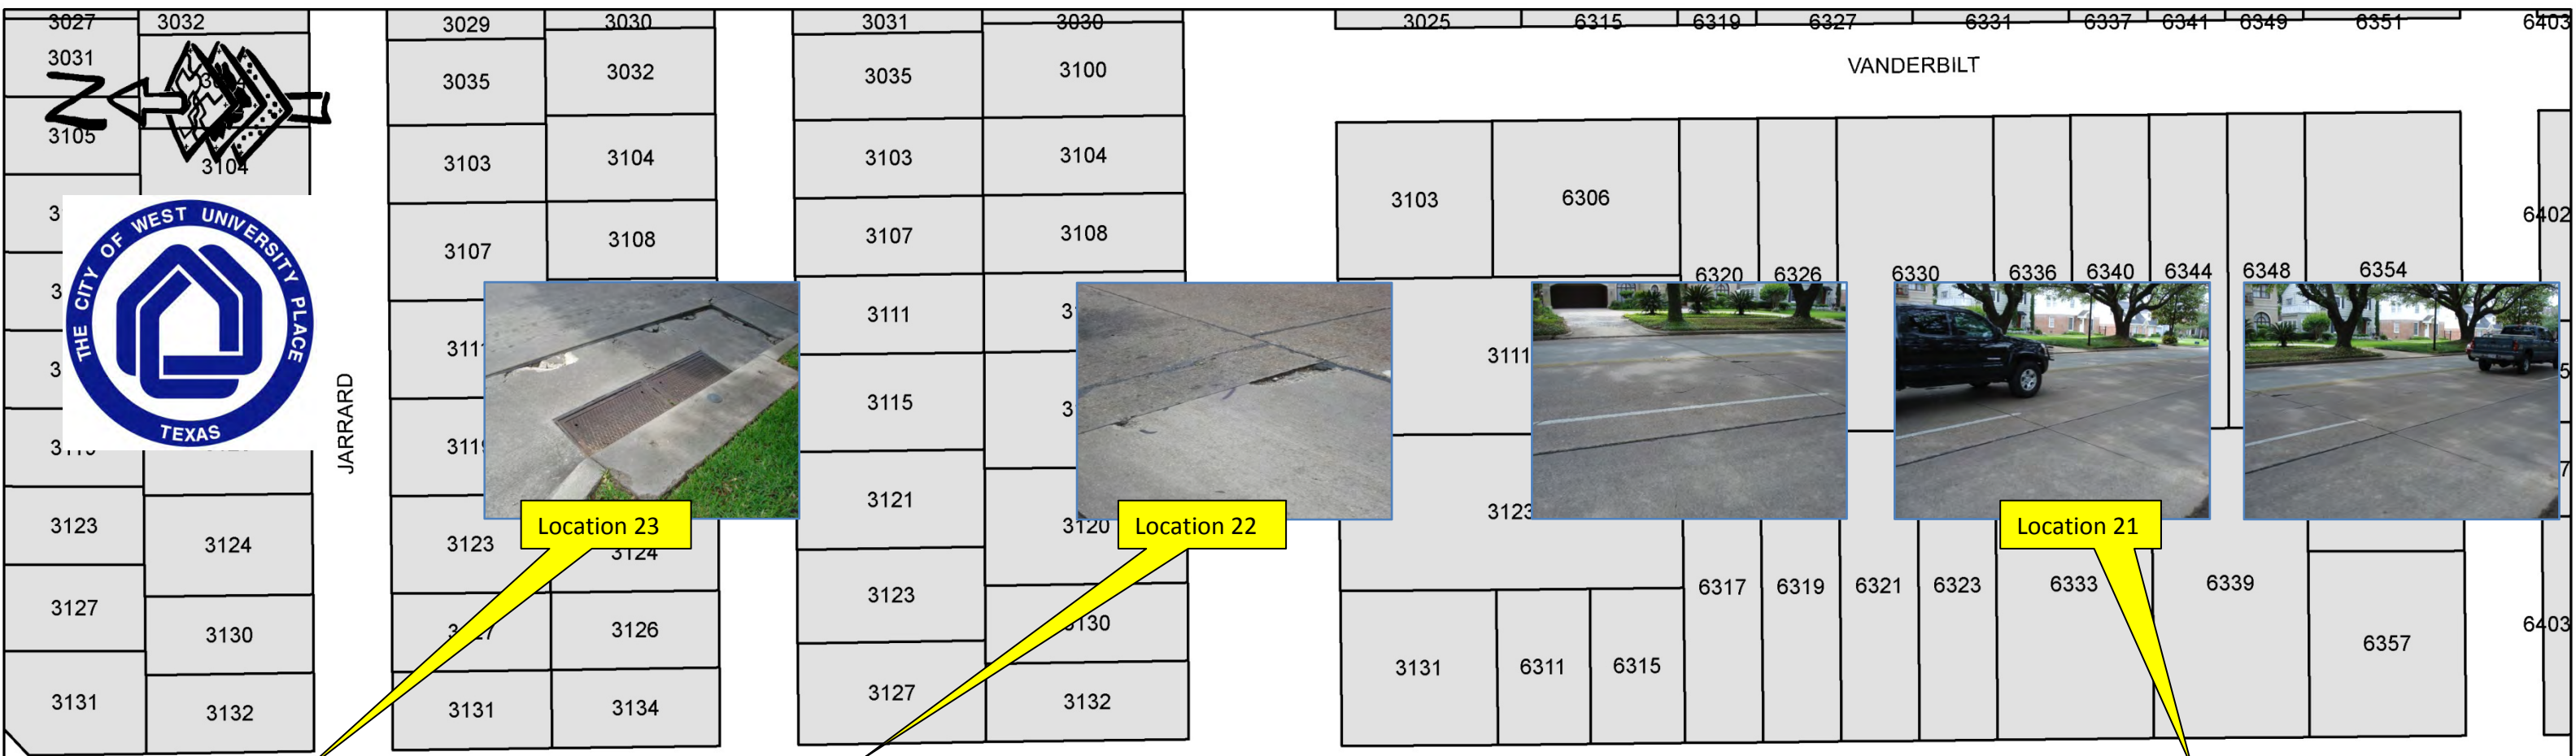 3027 3032 3029 3030 3031 3030 3025 6315 6319 6327 6331 6337 6341 6349 6351 6403
VANDERBILT
3031 3035 3032 3035 3100
N
3105 3104 3103 3104 3103 3104 3103 6306
3107 3108 3107 3108 6402
6320 6326 6330 6336 6340 6344 6348 6354
THE CITY OF WEST UNIVERSITY PLACE
TEXAS
JARRARD
3111 3111
3115
3119
3121 3120 3123
3123 3124 3123 3124
Location 23
Location 22
Location 21
3127 3130 3126 3123 3130 6317 6319 6321 6323 6333 6339 6403
3131 3132 3131 3134 3127 3132 3131 6311 6315 6357